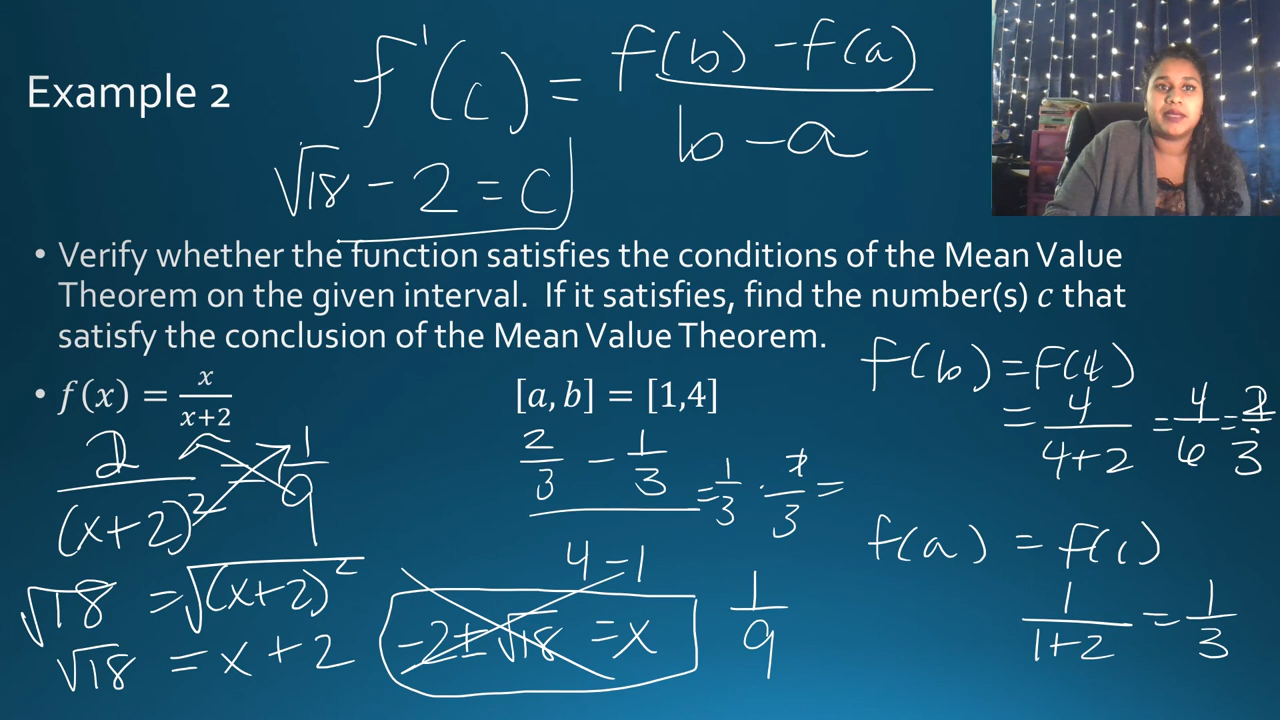 Example 2
f'(c) = f(b) - f(a) / b - a
√18 - 2 = c
• Verify whether the function satisfies the conditions of the Mean Value
Theorem on the given interval. If it satisfies, find the number(s) c that
satisfy the conclusion of the Mean Value Theorem.
• f(x) = x/(x+2) [a,b] = [1,4]
2/(x+2)² = 1/9
√18 = √(x+2)²
√18 = x + 2
-2 ± √18 = x
2/3 - 1/3 / 4 - 1 = 1/3 · 1/3 =
1/9
f(b) = f(4)
= 4/(4+2) = 4/6 = 2/3
f(a) = f(1)
1/(1+2) = 1/3